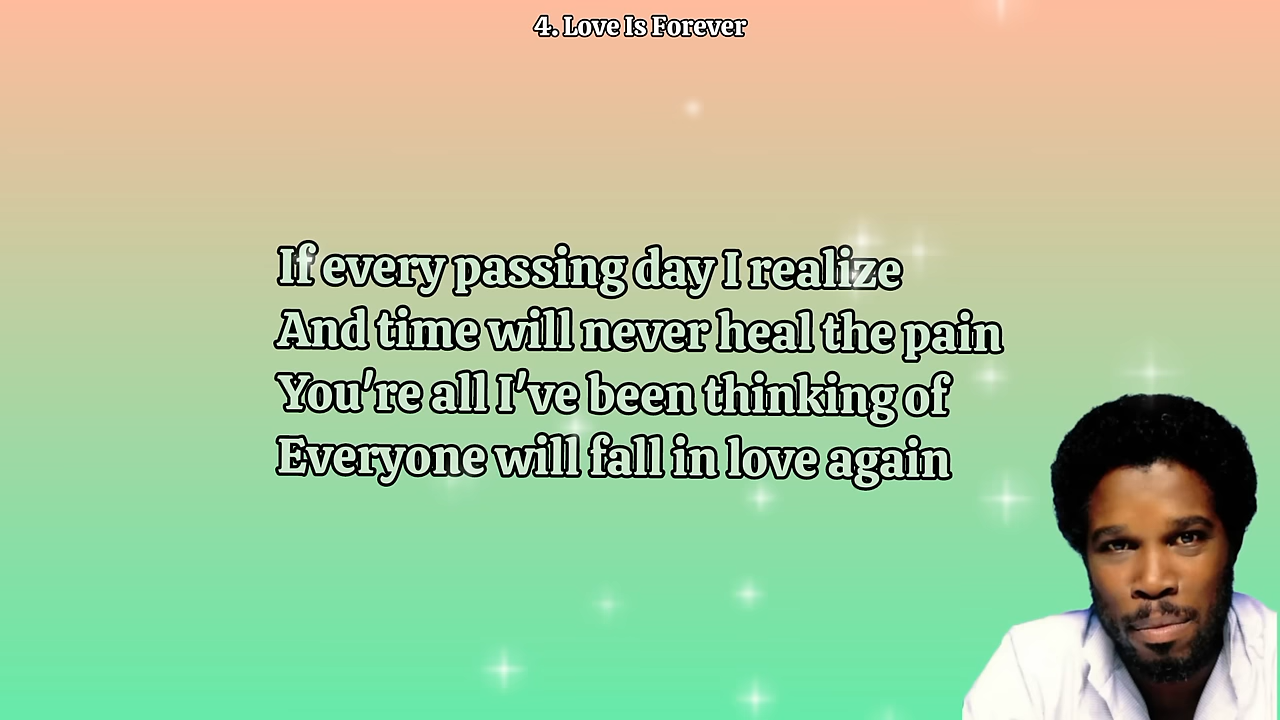 4. Love Is Forever
If every passing day I realize
And time will never heal the pain
You're all I've been thinking of
Everyone will fall in love again